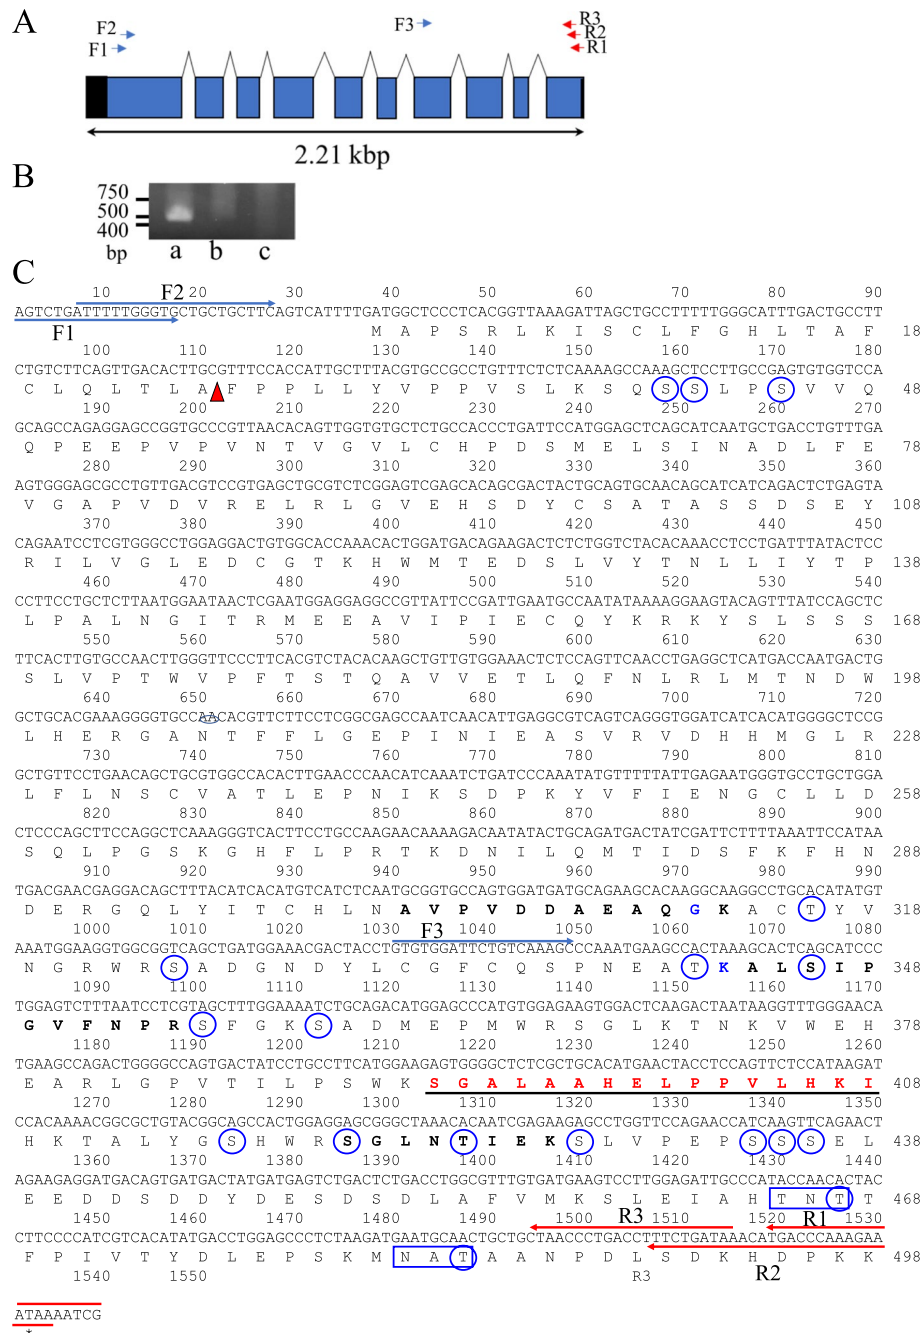 A
F2
F1
F3
R3
R2
R1
2.21 kbp
B
750
500
400
bp
a b c
C
10 20 30 40 50 60 70 80 90
F2
AGTCTGATTTTTGGGTGCTGCTGCTTCAGTCATTTTGATGGCTCCCTCACGGTTAAAGATTAGCTGCCTTTTTGGGCATTTGACTGCCTT
F1
M A P S R L K I S C L F G H L T A F 18
100 110 120 130 140 150 160 170 180
CTGTCTTCAGTTGACACTTGCGTTTCCACCATTGCTTTACGTGCCGCCTGTTTCTCTCAAAAGCCAAAGCTCCTTGCCGAGTGTGGTCCA
C L Q L T L A F P P L L Y V P P V S L K S Q S S L P S V V Q 48
190 200 210 220 230 240 250 260 270
GCAGCCAGAGGAGCCGGTGCCCGTTAACACAGTTGGTGTGCTCTGCCACCCTGATTCCATGGAGCTCAGCATCAATGCTGACCTGTTTGA
Q P E E P V P V N T V G V L C H P D S M E L S I N A D L F E 78
280 290 300 310 320 330 340 350 360
AGTGGGAGCGCCTGTTGACGTCCGTGAGCTGCGTCTCGGAGTCGAGCACAGCGACTACTGCAGTGCAACAGCATCATCAGACTCTGAGTA
V G A P V D V R E L R L G V E H S D Y C S A T A S S D S E Y 108
370 380 390 400 410 420 430 440 450
CAGAATCCTCGTGGGCCTGGAGGACTGTGGCACCAAACACTGGATGACAGAAGACTCTCTGGTCTACACAAACCTCCTGATTTATACTCC
R I L V G L E D C G T K H W M T E D S L V Y T N L L I Y T P 138
460 470 480 490 500 510 520 530 540
CCTTCCTGCTCTTAATGGAATAACTCGAATGGAGGAGGCCGTTATTCCGATTGAATGCCAATATAAAAGGAAGTACAGTTTATCCAGCTC
L P A L N G I T R M E E A V I P I E C Q Y K R K Y S L S S S 168
550 560 570 580 590 600 610 620 630
TTCACTTGTGCCAACTTGGGTTCCCTTCACGTCTACACAAGCTGTTGTGGAAACTCTCCAGTTCAACCTGAGGCTCATGACCAATGACTG
S L V P T W V P F T S T Q A V V E T L Q F N L R L M T N D W 198
640 650 660 670 680 690 700 710 720
GCTGCACGAAAGGGGTGCCAACACGTTCTTCCTCGGCGAGCCAATCAACATTGAGGCGTCAGTCAGGGTGGATCATCACATGGGGCTCCG
L H E R G A N T F F L G E P I N I E A S V R V D H H M G L R 228
730 740 750 760 770 780 790 800 810
GCTGTTCCTGAACAGCTGCGTGGCCACACTTGAACCCAACATCAAATCTGATCCCAAATATGTTTTTATTGAGAATGGGTGCCTGCTGGA
L F L N S C V A T L E P N I K S D P K Y V F I E N G C L L D 258
820 830 840 850 860 870 880 890 900
CTCCCAGCTTCCAGGCTCAAAGGGTCACTTCCTGCCAAGAACAAAAGACAATATACTGCAGATGACTATCGATTCTTTTAAATTCCATAA
S Q L P G S K G H F L P R T K D N I L Q M T I D S F K F H N 288
910 920 930 940 950 960 970 980 990
TGACGAACGAGGACAGCTTTACATCACATGTCATCTCAATGCGGTGCCAGTGGATGATGCAGAAGCACAAGGCAAGGCCTGCACATATGT
D E R G Q L Y I T C H L N A V P V D D A E A Q G K A C T Y V 318
1000 1010 1020 1030 1040 1050 1060 1070 1080
F3
AAATGGAAGGTGGCGGTCAGCTGATGGAAACGACTACCTGTGTGGATTCTGTCAAAGCCCAAATGAAGCCACTAAAGCACTCAGCATCCC
N G R W R S A D G N D Y L C G F C Q S P N E A T K A L S I P 348
1090 1100 1110 1120 1130 1140 1150 1160 1170
TGGAGTCTTTAATCCTCGTAGCTTTGGAAAATCTGCAGACATGGAGCCCATGTGGAGAAGTGGACTCAAGACTAATAAGGTTTGGGAACA
G V F N P R S F G K S A D M E P M W R S G L K T N K V W E H 378
1180 1190 1200 1210 1220 1230 1240 1250 1260
TGAAGCCAGACTGGGGCCAGTGACTATCCTGCCTTCATGGAAGAGTGGGGCTCTCGCTGCACATGAACTACCTCCAGTTCTCCATAAGAT
E A R L G P V T I L P S W K S G A L A A H E L P P V L H K I 408
1270 1280 1290 1300 1310 1320 1330 1340 1350
CCACAAAACGGCGCTGTACGGCAGCCACTGGAGGAGCGGGCTAAACACAATCGAGAAGAGCCTGGTTCCAGAACCATCAAGTTCAGAACT
H K T A L Y G S H W R S G L N T I E K S L V P E P S S S E L 438
1360 1370 1380 1390 1400 1410 1420 1430 1440
AGAAGAGGATGACAGTGATGACTATGATGAGTCTGACTCTGACCTGGCGTTTGTGATGAAGTCCTTGGAGATTGCCCATACCAACACTAC
E E D D S D D Y D E S D S D L A F V M K S L E I A H T N T T 468
1450 1460 1470 1480 1490 1500 1510 1520 1530
R3 R1
CTTCCCCATCGTCACATATGACCTGGAGCCCTCTAAGATGAATGCAACTGCTGCTAACCCTGACCTTTCTGATAAACATGACCCAAAGAA
F P I V T Y D L E P S K M N A T A A N P D L S D K H D P K K 498
1540 1550 R3 R2
ATAAAATCG
*